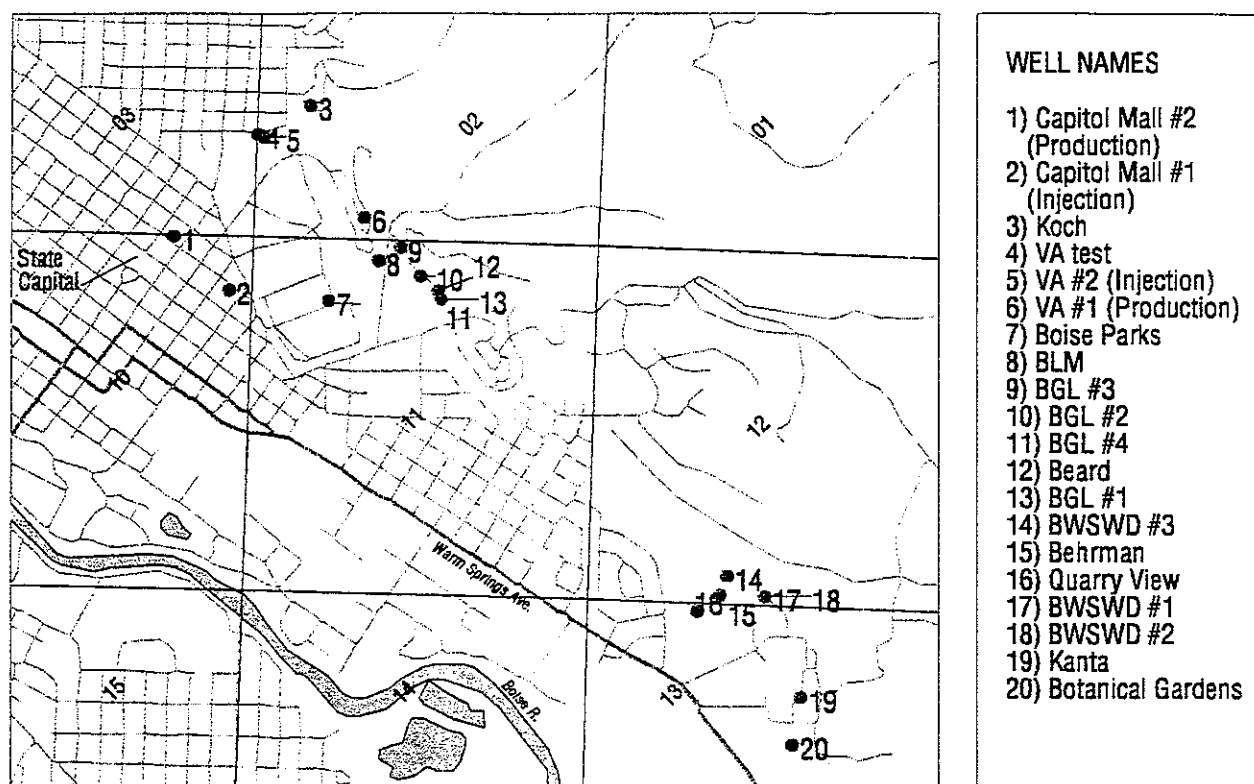 03
02
01
3
4
5
6
1
9
8
12
10
State
Capital
2
7
13
11
10
11
12
Warm Springs Ave.
14
16
17
18
15
15
14
Boise R.
13
19
20
WELL NAMES
1) Capitol Mall #2
(Production)
2) Capitol Mall #1
(Injection)
3) Koch
4) VA test
5) VA #2 (Injection)
6) VA #1 (Production)
7) Boise Parks
8) BLM
9) BGL #3
10) BGL #2
11) BGL #4
12) Beard
13) BGL #1
14) BWSWD #3
15) Behrman
16) Quarry View
17) BWSWD #1
18) BWSWD #2
19) Kanta
20) Botanical Gardens